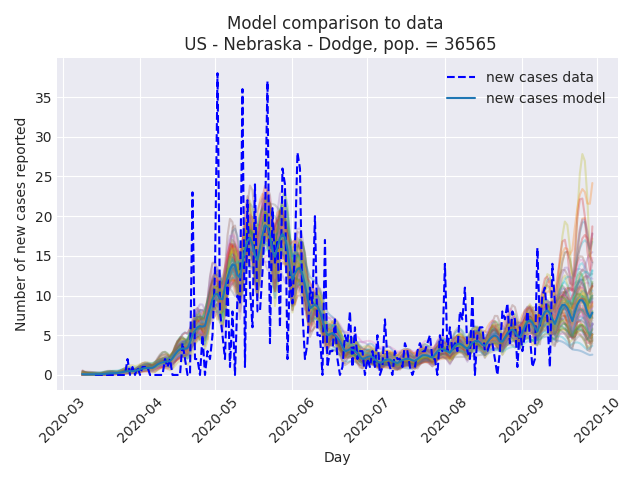 Model comparison to data
US - Nebraska - Dodge, pop. = 36565
new cases data
new cases model
Number of new cases reported
35
30
25
20
15
10
5
0
2020-03
2020-04
2020-05
2020-06
2020-07
2020-08
2020-09
2020-10
Day